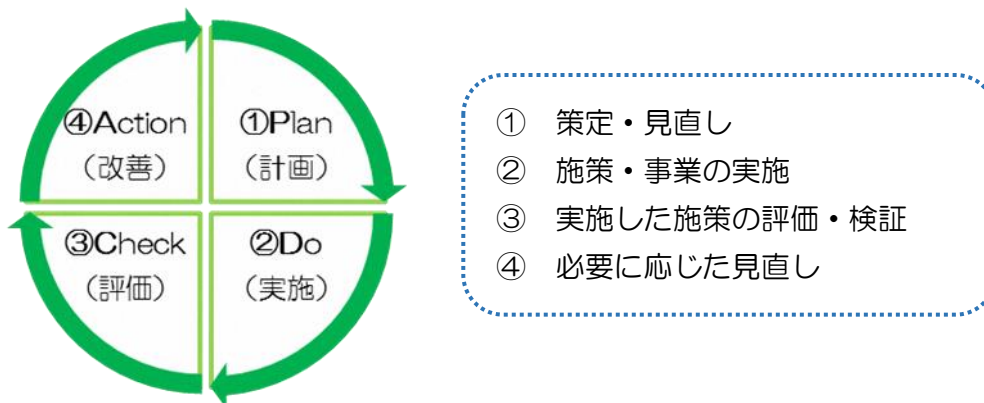 ④Action
（改善）
①Plan
（計画）
③Check
（評価）
②Do
（実施）
①　策定・見直し
②　施策・事業の実施
③　実施した施策の評価・検証
④　必要に応じた見直し